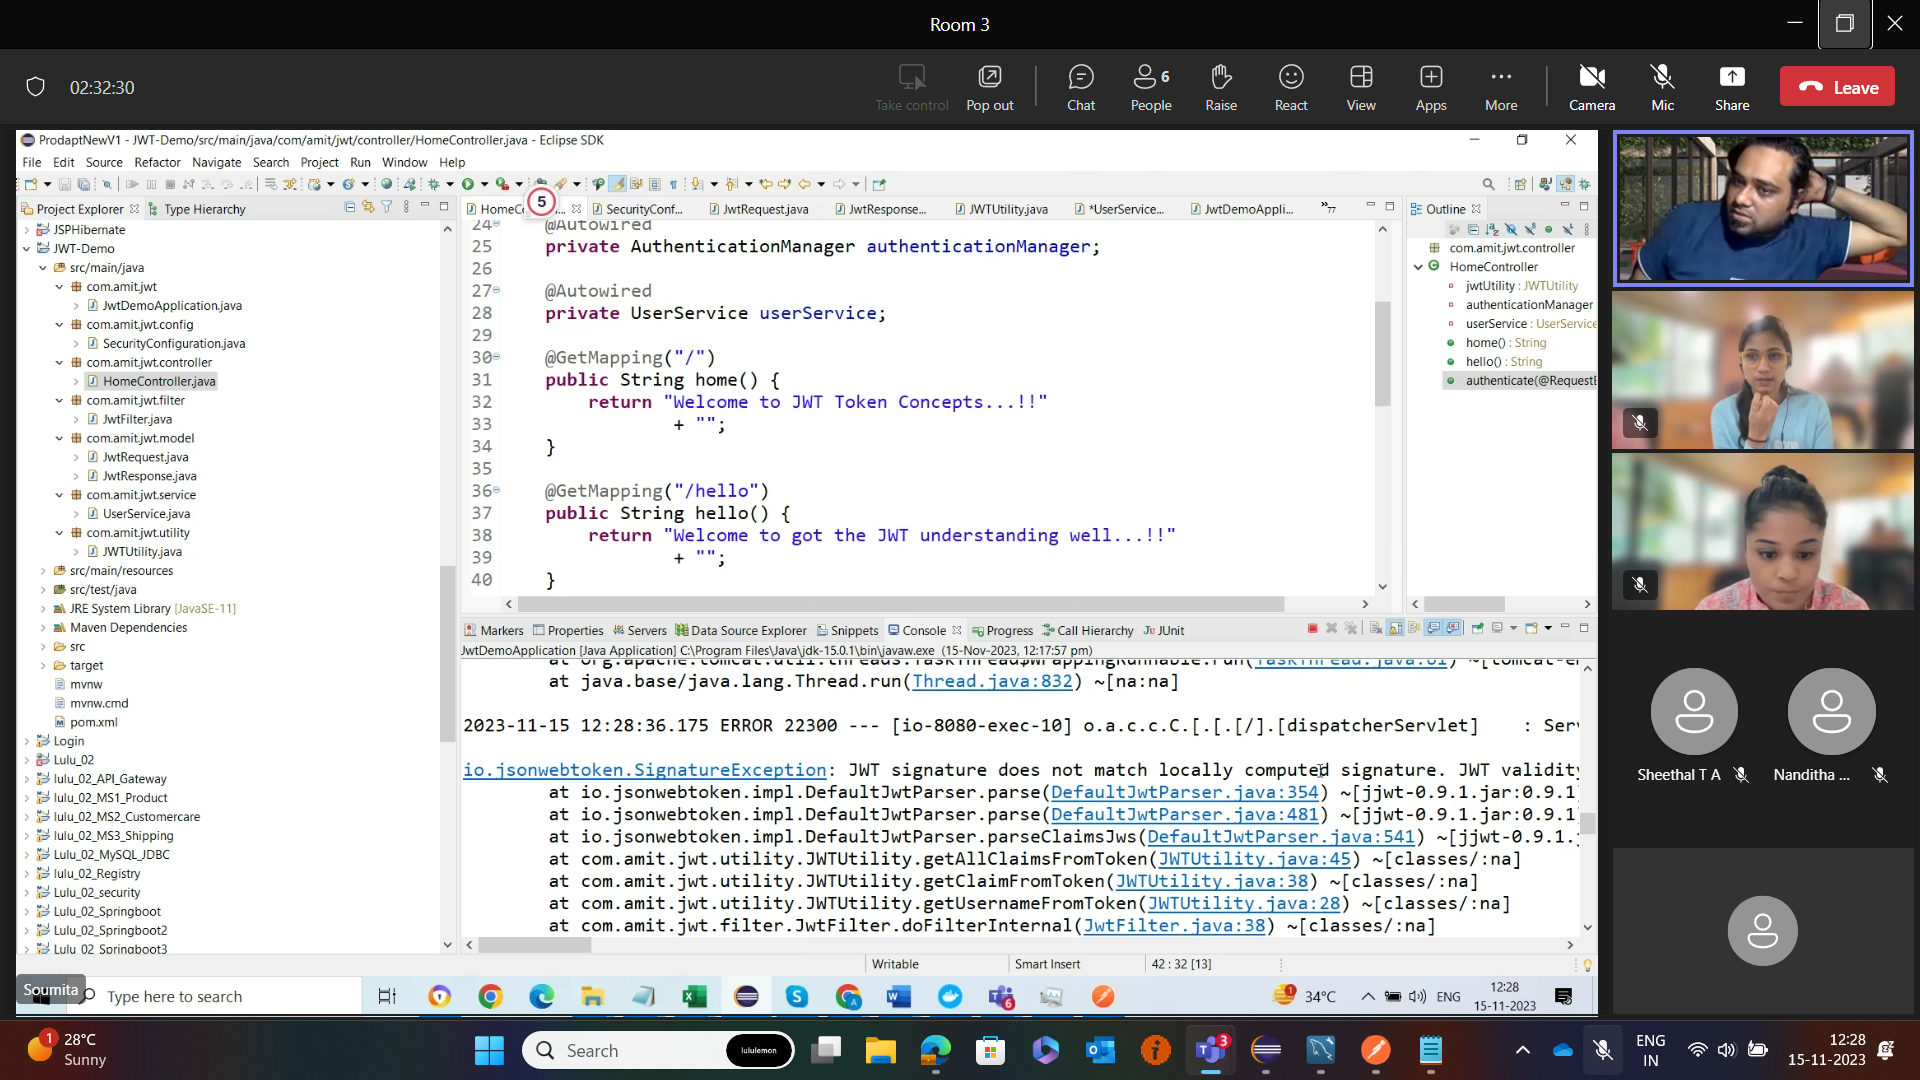 Room 3
02:32:30
Take control
Pop out
Chat
People 6
Raise
React
View
Apps
More
Camera
Mic
Share
Leave
ProdaptNewV1 - JWT-Demo/src/main/java/com/amit/jwt/controller/HomeController.java - Eclipse SDK
File Edit Source Refactor Navigate Search Project Run Window Help
Project Explorer
Type Hierarchy
JSPHibernate
JWT-Demo
src/main/java
com.amit.jwt
JwtDemoApplication.java
com.amit.jwt.config
SecurityConfiguration.java
com.amit.jwt.controller
HomeController.java
com.amit.jwt.filter
JwtFilter.java
com.amit.jwt.model
JwtRequest.java
JwtResponse.java
com.amit.jwt.service
UserService.java
com.amit.jwt.utility
JWTUtility.java
src/main/resources
src/test/java
JRE System Library [JavaSE-11]
Maven Dependencies
src
target
mvnw
mvnw.cmd
pom.xml
Login
Lulu_02
lulu_02_API_Gateway
lulu_02_MS1_Product
lulu_02_MS2_Customercare
lulu_02_MS3_Shipping
Lulu_02_MySQL_JDBC
Lulu_02_Registry
Lulu_02_security
Lulu_02_Springboot
Lulu_02_Springboot2
Lulu_02_Springboot3
HomeC
5
SecurityConf...
JwtRequest.java
JwtResponse...
JWTUtility.java
*UserService...
JwtDemoAppli...
"77
24 @Autowired
25 private AuthenticationManager authenticationManager;
26
27 @Autowired
28 private UserService userService;
29
30 @GetMapping("/")
31 public String home() {
32 return "Welcome to JWT Token Concepts...!!"
33 + "";
34 }
35
36 @GetMapping("/hello")
37 public String hello() {
38 return "Welcome to got the JWT understanding well...!!"
39 + "";
40 }
Outline
com.amit.jwt.controller
HomeController
jwtUtility : JWTUtility
authenticationManager
userService : UserService
home() : String
hello() : String
authenticate(@RequestB
Markers
Properties
Servers
Data Source Explorer
Snippets
Console
Progress
Call Hierarchy
JUnit
JwtDemoApplication [Java Application] C:\Program Files\Java\jdk-15.0.1\bin\javaw.exe (15-Nov-2023, 12:17:57 pm)
at org.apache.tomcat.util.threads.TaskThread$WrappingRunnable.run(TaskThread.java:61) ~[tomcat-e
at java.base/java.lang.Thread.run(Thread.java:832) ~[na:na]
2023-11-15 12:28:36.175 ERROR 22300 --- [io-8080-exec-10] o.a.c.c.C.[.[.[/].[dispatcherServlet] : Ser
io.jsonwebtoken.SignatureException: JWT signature does not match locally computed signature. JWT validity
at io.jsonwebtoken.impl.DefaultJwtParser.parse(DefaultJwtParser.java:354) ~[jjwt-0.9.1.jar:0.9.1
at io.jsonwebtoken.impl.DefaultJwtParser.parse(DefaultJwtParser.java:481) ~[jjwt-0.9.1.jar:0.9.1
at io.jsonwebtoken.impl.DefaultJwtParser.parseClaimsJws(DefaultJwtParser.java:541) ~[jjwt-0.9.1.j
at com.amit.jwt.utility.JWTUtility.getAllClaimsFromToken(JWTUtility.java:45) ~[classes/:na]
at com.amit.jwt.utility.JWTUtility.getClaimFromToken(JWTUtility.java:38) ~[classes/:na]
at com.amit.jwt.utility.JWTUtility.getUsernameFromToken(JWTUtility.java:28) ~[classes/:na]
at com.amit.jwt.filter.JwtFilter.doFilterInternal(JwtFilter.java:38) ~[classes/:na]
Writable
Smart Insert
42 : 32 [13]
Soumita
Type here to search
6
1
34°C
ENG
12:28
15-11-2023
Sheethal T A
Nanditha ...
1
28°C
Sunny
Search
lululemon
3
ENG
IN
12:28
15-11-2023